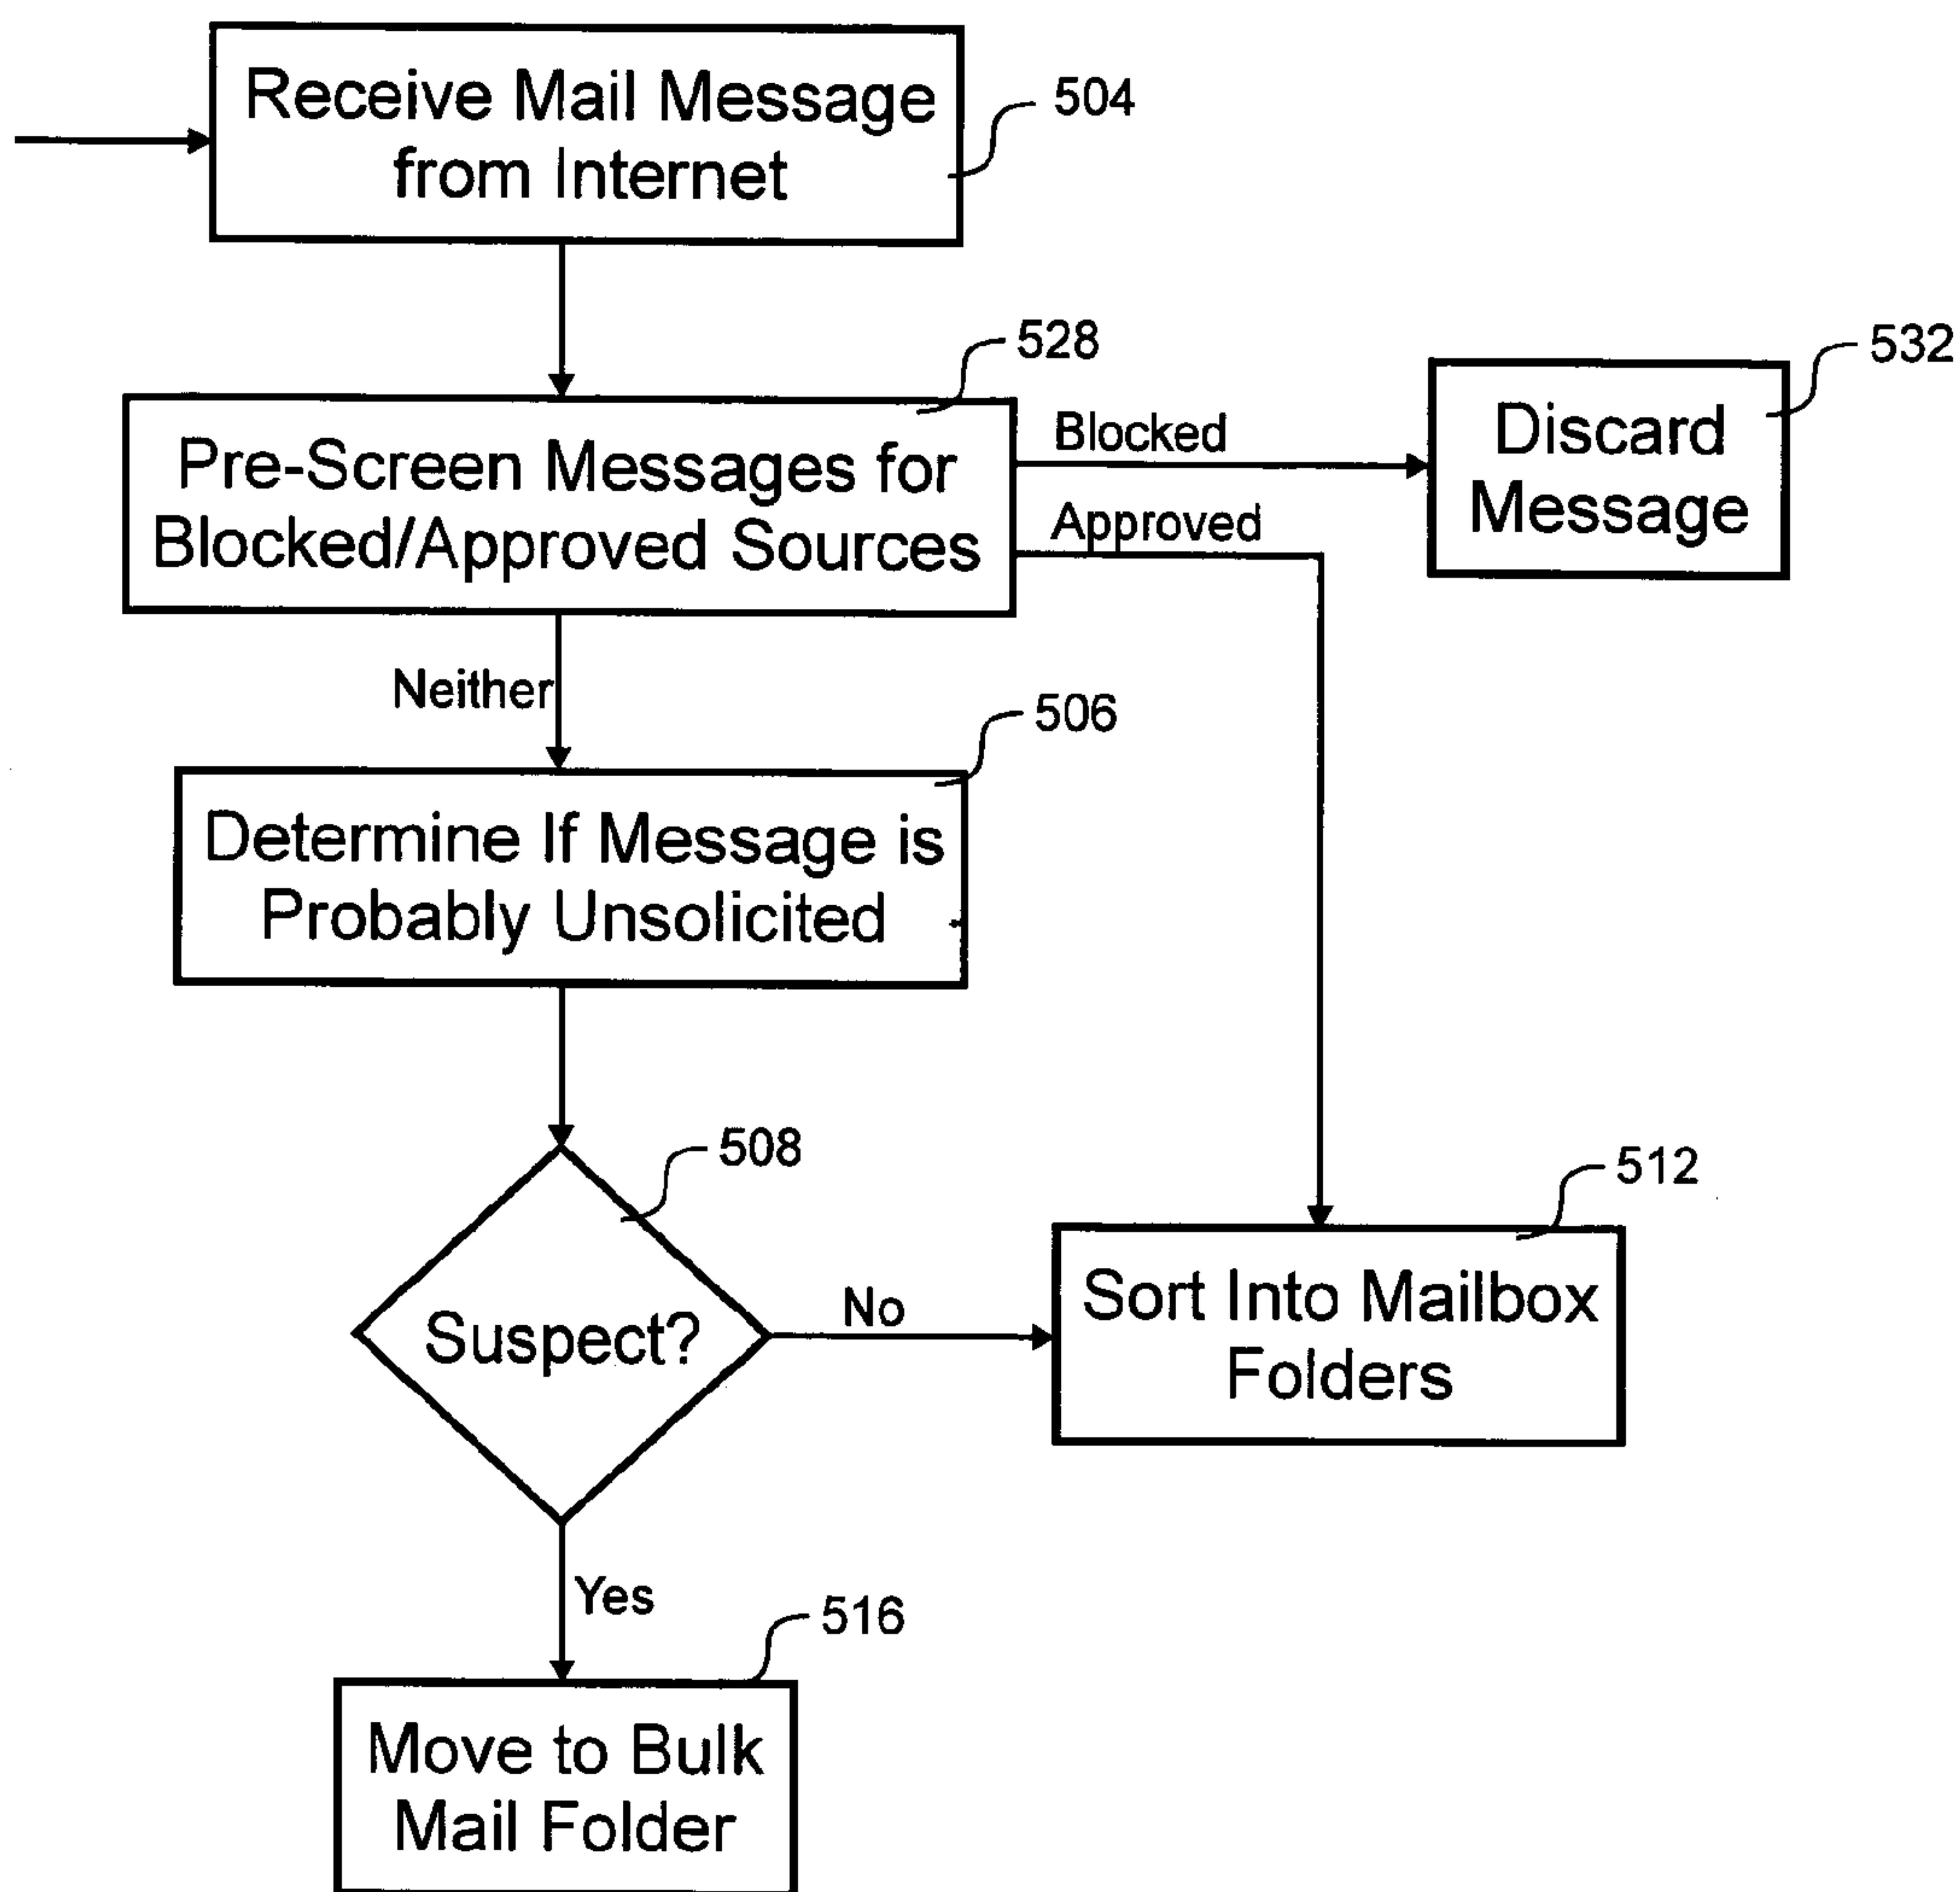 Receive Mail Message
from Internet
504
528
532
Pre-Screen Messages for
Blocked/Approved Sources
Blocked
Approved
Discard
Message
Neither
506
Determine If Message is
Probably Unsolicited
508
512
Suspect?
No
Sort Into Mailbox
Folders
Yes
516
Move to Bulk
Mail Folder